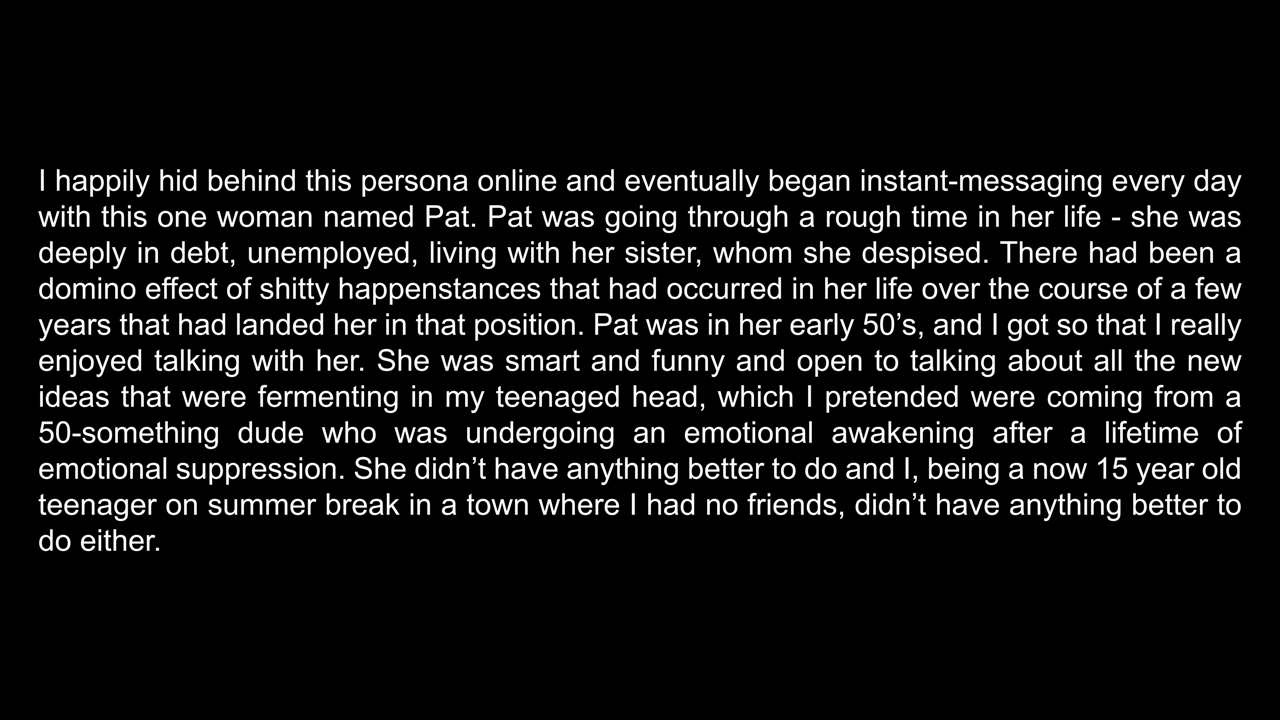 I happily hid behind this persona online and eventually began instant-messaging every day
with this one woman named Pat. Pat was going through a rough time in her life - she was
deeply in debt, unemployed, living with her sister, whom she despised. There had been a
domino effect of shitty happenstances that had occurred in her life over the course of a few
years that had landed her in that position. Pat was in her early 50’s, and I got so that I really
enjoyed talking with her. She was smart and funny and open to talking about all the new
ideas that were fermenting in my teenaged head, which I pretended were coming from a
50-something dude who was undergoing an emotional awakening after a lifetime of
emotional suppression. She didn’t have anything better to do and I, being a now 15 year old
teenager on summer break in a town where I had no friends, didn’t have anything better to
do either.